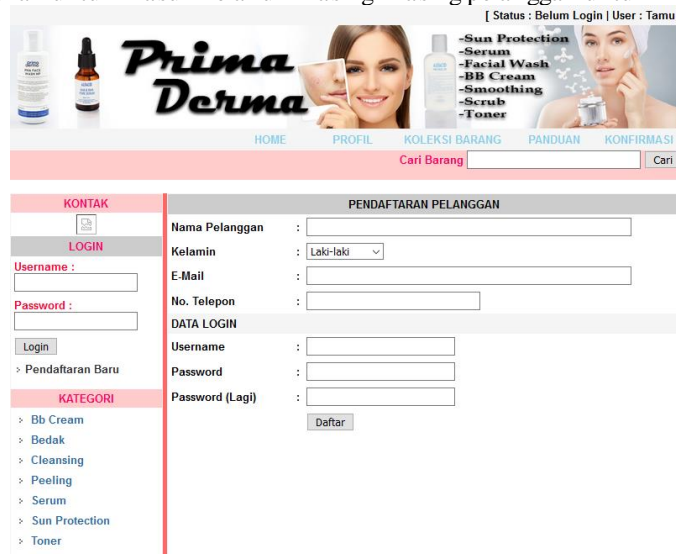 [ Status : Belum Login | User : Tamu
Prima
Derma
-Sun Protection
-Serum
-Facial Wash
-BB Cream
-Smoothing
-Scrub
-Toner
HOME PROFIL KOLEKSI BARANG PANDUAN KONFIRMASI
Cari Barang Cari
KONTAK
LOGIN
Username :
Password :
Login
> Pendaftaran Baru
KATEGORI
> Bb Cream
> Bedak
> Cleansing
> Peeling
> Serum
> Sun Protection
> Toner
PENDAFTARAN PELANGGAN
Nama Pelanggan :
Kelamin : Laki-laki
E-Mail :
No. Telepon :
DATA LOGIN
Username :
Password :
Password (Lagi) :
Daftar